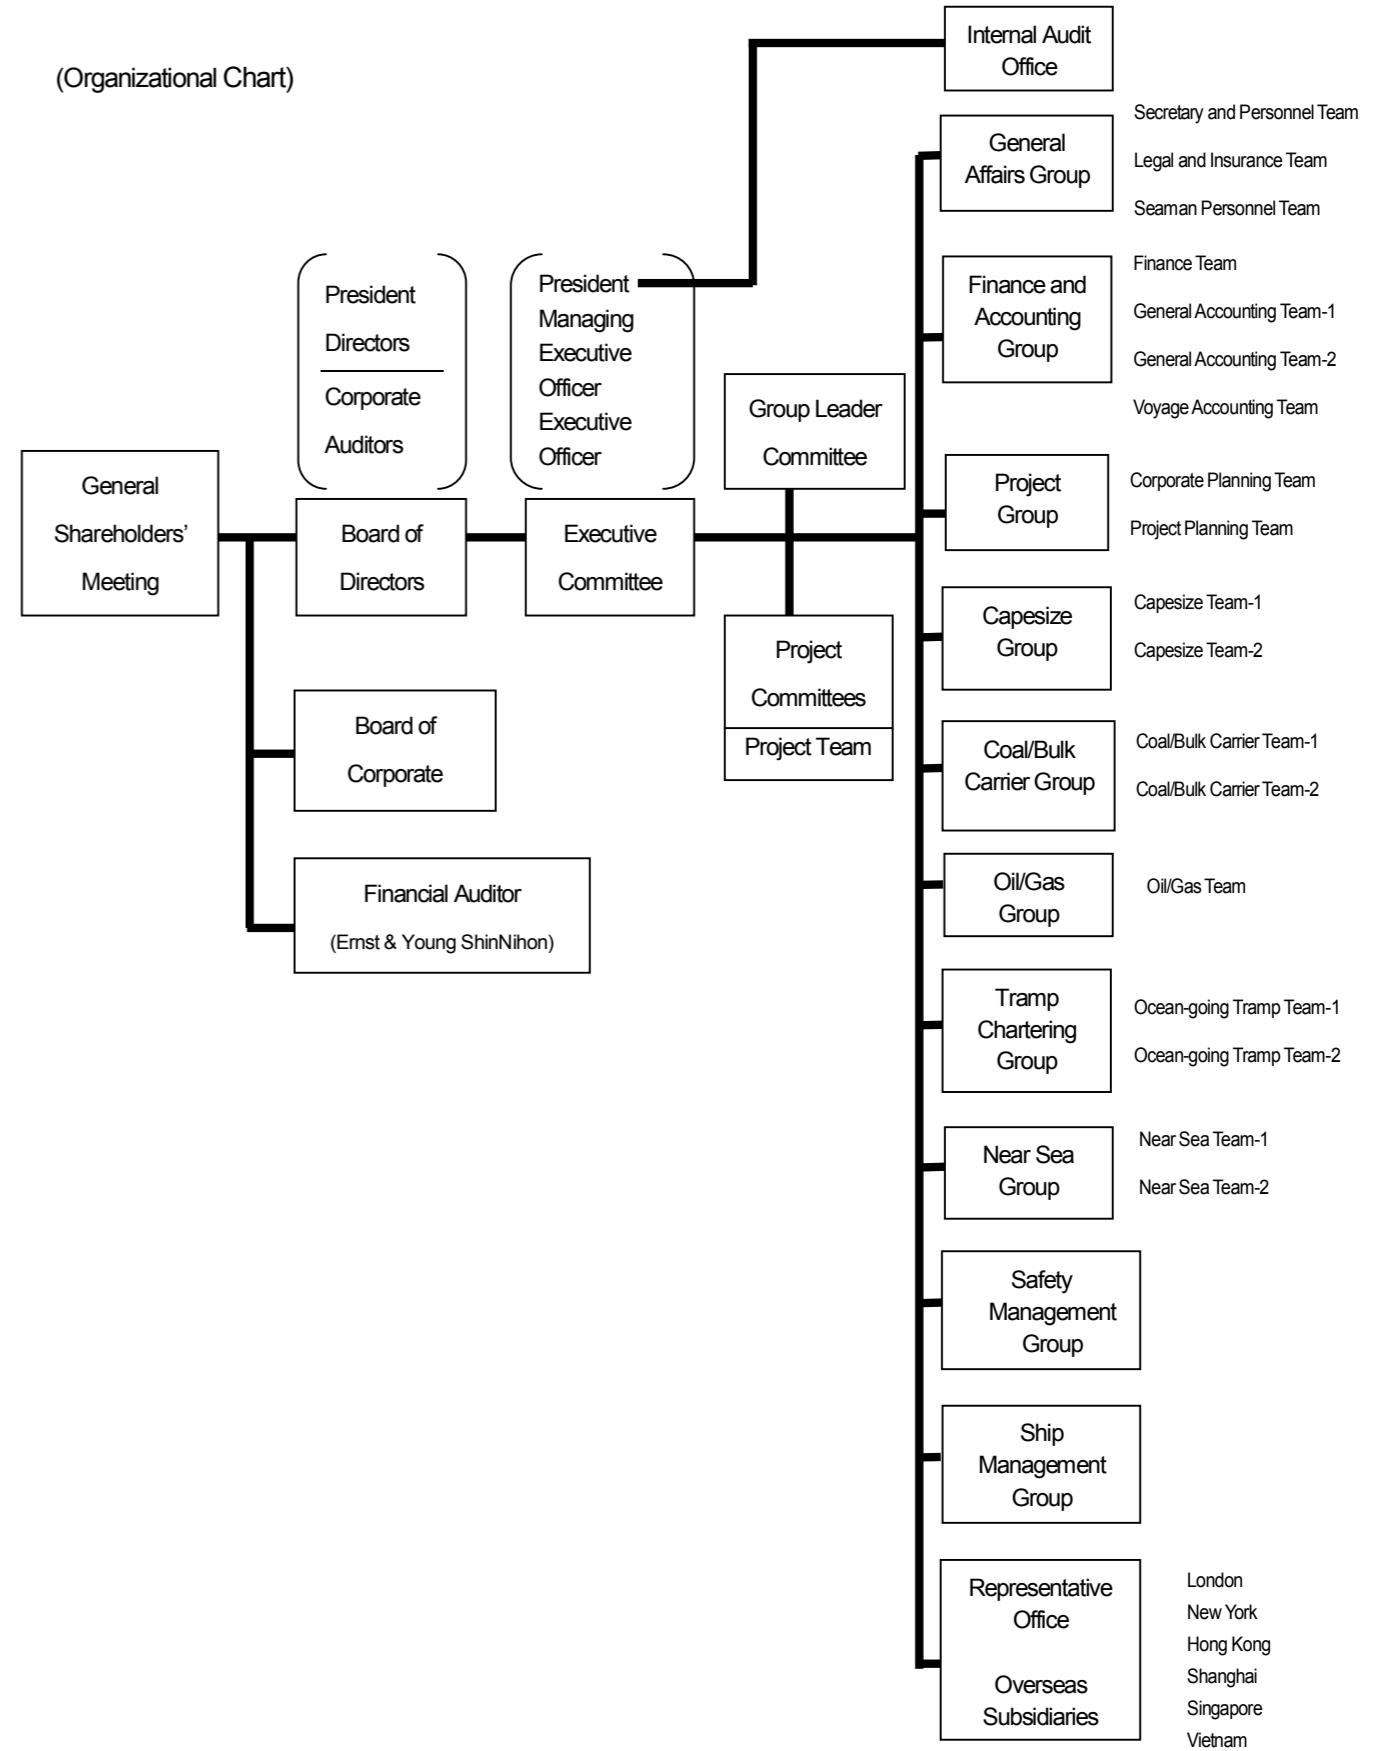 (Organizational Chart)
Internal Audit
Office
General
Affairs Group
Secretary and Personnel Team
Legal and Insurance Team
Seaman Personnel Team
President
Directors
Corporate
Auditors
President
Managing
Executive
Officer
Executive
Officer
Finance and
Accounting
Group
Finance Team
General Accounting Team-1
General Accounting Team-2
Voyage Accounting Team
Group Leader
Committee
General
Shareholders’
Meeting
Board of
Directors
Executive
Committee
Project
Group
Corporate Planning Team
Project Planning Team
Project
Committees
Project Team
Capesize
Group
Capesize Team-1
Capesize Team-2
Board of
Corporate
Coal/Bulk
Carrier Group
Coal/Bulk Carrier Team-1
Coal/Bulk Carrier Team-2
Financial Auditor
(Ernst & Young ShinNihon)
Oil/Gas
Group
Oil/Gas Team
Tramp
Chartering
Group
Ocean-going Tramp Team-1
Ocean-going Tramp Team-2
Near Sea
Group
Near Sea Team-1
Near Sea Team-2
Safety
Management
Group
Ship
Management
Group
Representative
Office
Overseas
Subsidiaries
London
New York
Hong Kong
Shanghai
Singapore
Vietnam